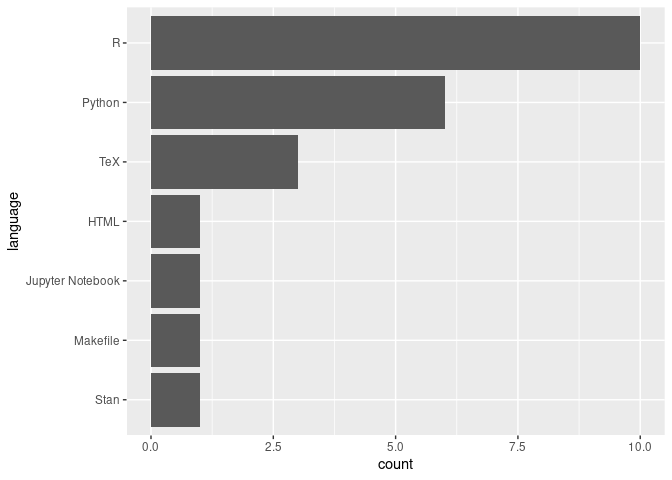 language
R
Python
TeX
HTML
Jupyter Notebook
Makefile
Stan
0.0 2.5 5.0 7.5 10.0
count